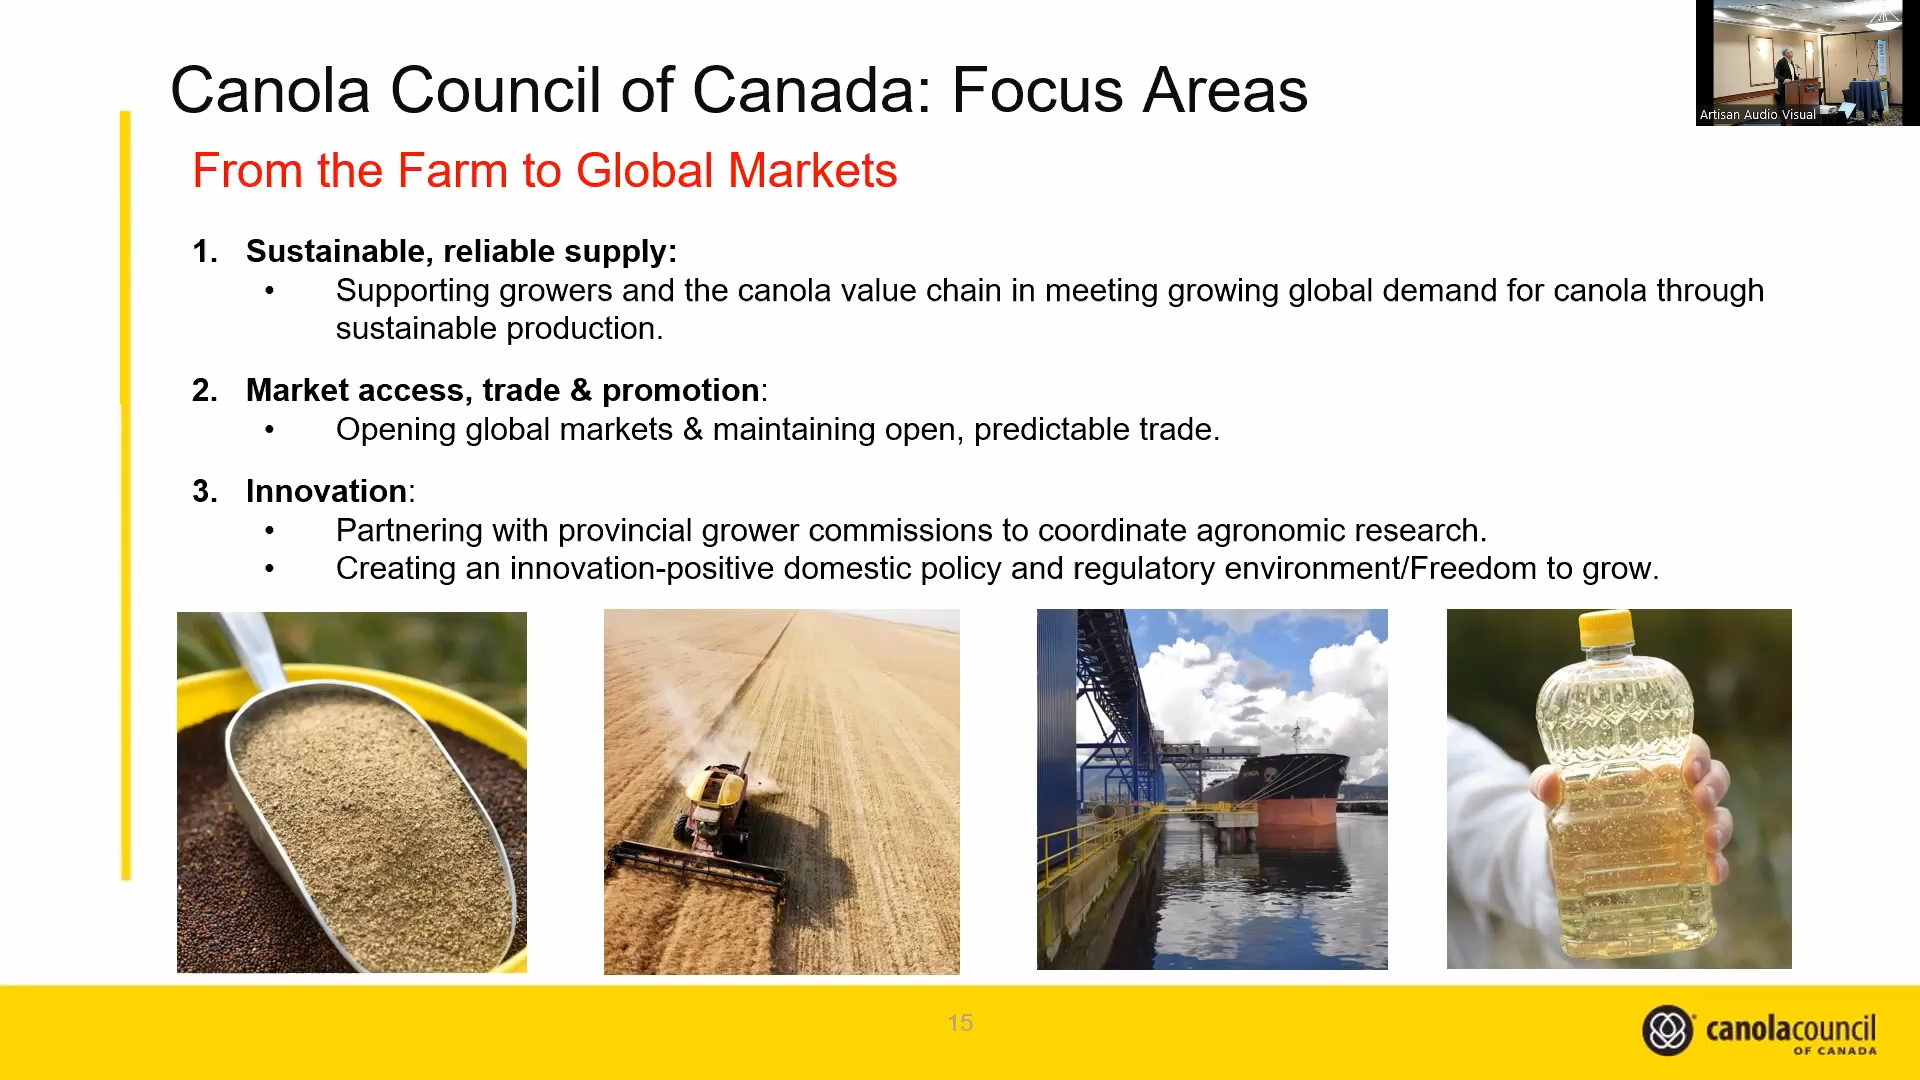 Canola Council of Canada: Focus Areas
Artisan Audio Visual
From the Farm to Global Markets
1. Sustainable, reliable supply:
• Supporting growers and the canola value chain in meeting growing global demand for canola through
sustainable production.
2. Market access, trade & promotion:
• Opening global markets & maintaining open, predictable trade.
3. Innovation:
• Partnering with provincial grower commissions to coordinate agronomic research.
• Creating an innovation-positive domestic policy and regulatory environment/Freedom to grow.
15
canolacouncil
OF CANADA